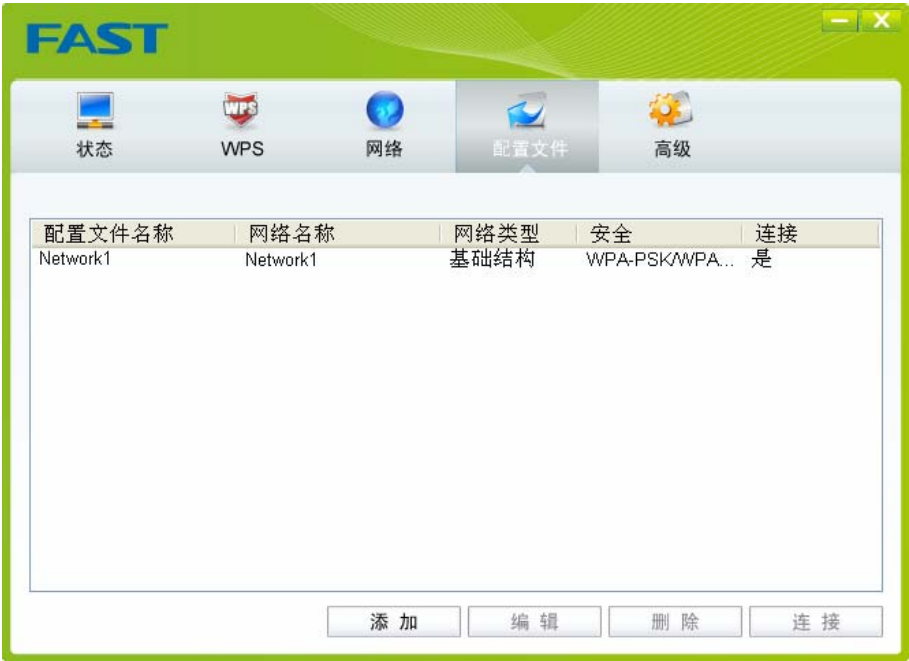 FAST
WPS
状态 WPS 网络 配置文件 高级
配置文件名称 网络名称 网络类型 安全 连接
Network1 Network1 基础结构 WPA-PSK/WPA... 是
添加 编辑 删除 连接